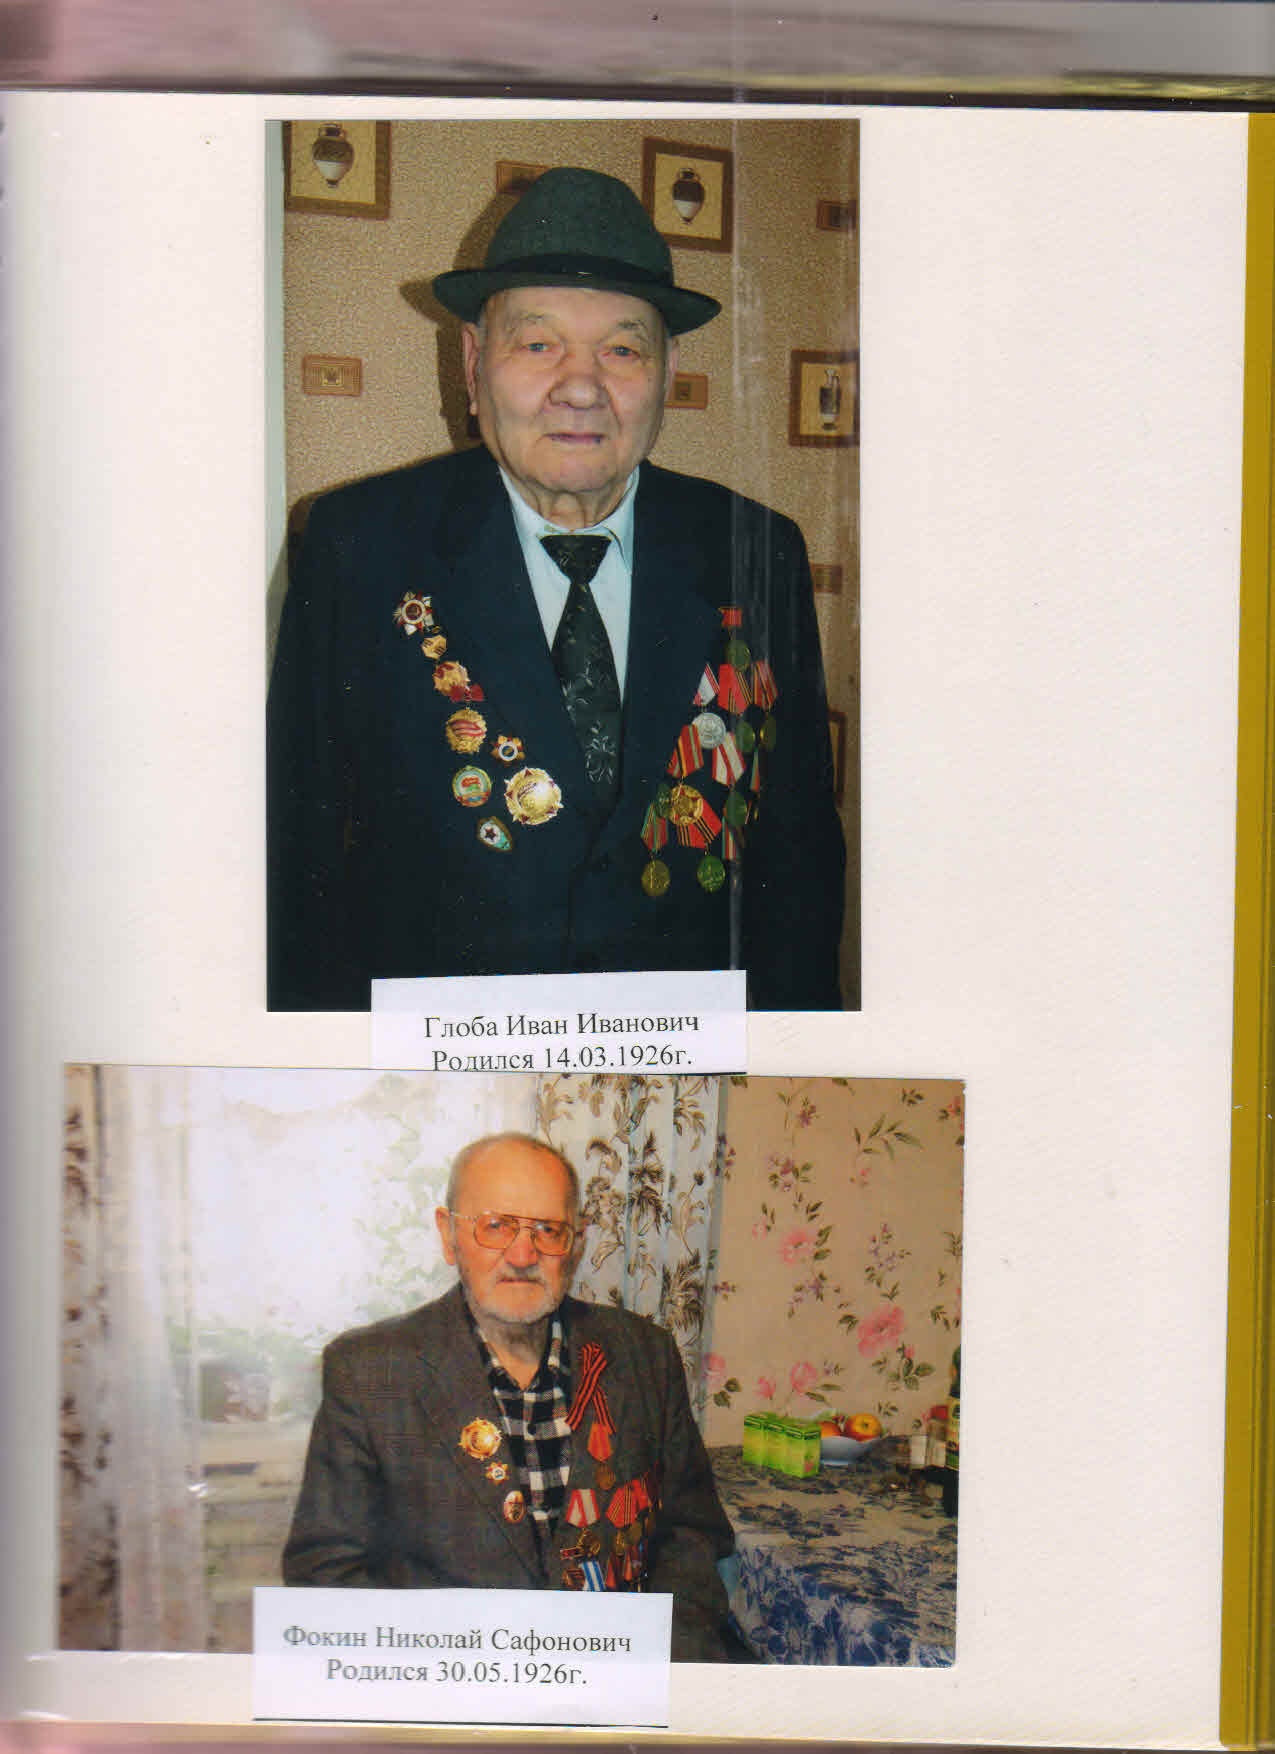 Глоба Иван Иванович
Родился 14.03.1926г.
Фокин Николай Сафонович
Родился 30.05.1926г.